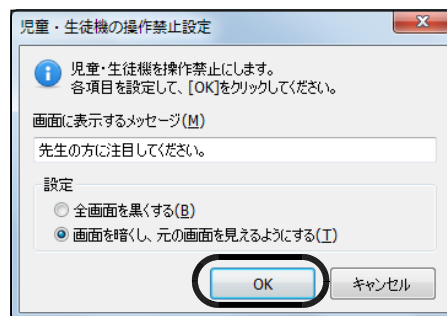 児童・生徒機の操作禁止設定
児童・生徒機を操作禁止にします。
各項目を設定して、[OK]をクリックしてください。
画面に表示するメッセージ(M)
先生の方に注目してください。
設定
全画面を黒くする(B)
画面を暗くし、元の画面を見えるようにする(T)
OK
キャンセル